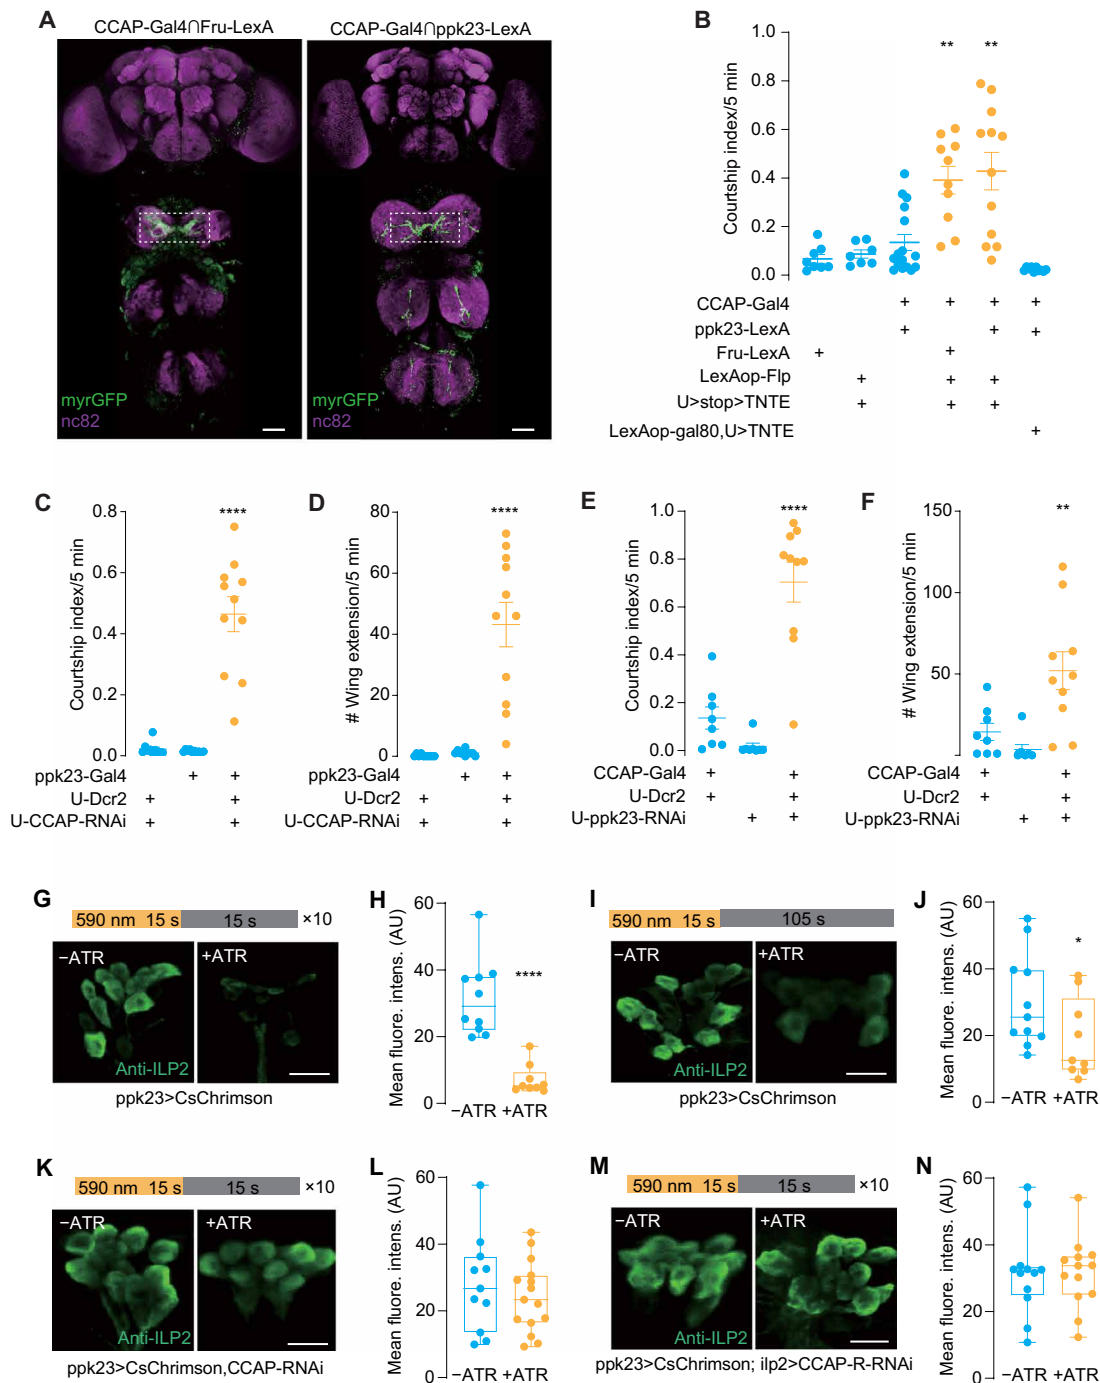 A
CCAP-Gal4∩Fru-LexA
CCAP-Gal4∩ppk23-LexA
myrGFP
nc82
myrGFP
nc82
B
Courtship index/5 min
1.0
0.8
0.6
0.4
0.2
0.0
** **
CCAP-Gal4 + + + +
ppk23-LexA + + +
Fru-LexA + +
LexAop-Flp + + +
U>stop>TNTE + + +
LexAop-gal80,U>TNTE +
C
Courtship index/5 min
0.8
0.6
0.4
0.2
0.0
****
ppk23-Gal4 + +
U-Dcr2 + +
U-CCAP-RNAi + +
D
# Wing extension/5 min
80
60
40
20
0
****
ppk23-Gal4 + +
U-Dcr2 + +
U-CCAP-RNAi + +
E
Courtship index/5 min
1.0
0.8
0.6
0.4
0.2
0.0
****
CCAP-Gal4 + +
U-Dcr2 + +
U-ppk23-RNAi + +
F
# Wing extension/5 min
150
100
50
**
CCAP-Gal4 + +
U-Dcr2 + +
U-ppk23-RNAi + +
G
590 nm 15 s 15 s ×10
−ATR +ATR
Anti-ILP2
ppk23>CsChrimson
H
Mean fluore. intens. (AU)
60
40
20
0
****
−ATR +ATR
I
590 nm 15 s 105 s
−ATR +ATR
Anti-ILP2
ppk23>CsChrimson
J
Mean fluore. intens. (AU)
60
40
20
0
*
−ATR +ATR
K
590 nm 15 s 15 s ×10
−ATR +ATR
Anti-ILP2
ppk23>CsChrimson,CCAP-RNAi
L
Mean fluore. intens. (AU)
60
40
20
0
−ATR +ATR
M
590 nm 15 s 15 s ×10
−ATR +ATR
Anti-ILP2
ppk23>CsChrimson; ilp2>CCAP-R-RNAi
N
Mean fluore. intens. (AU)
60
40
20
0
−ATR +ATR